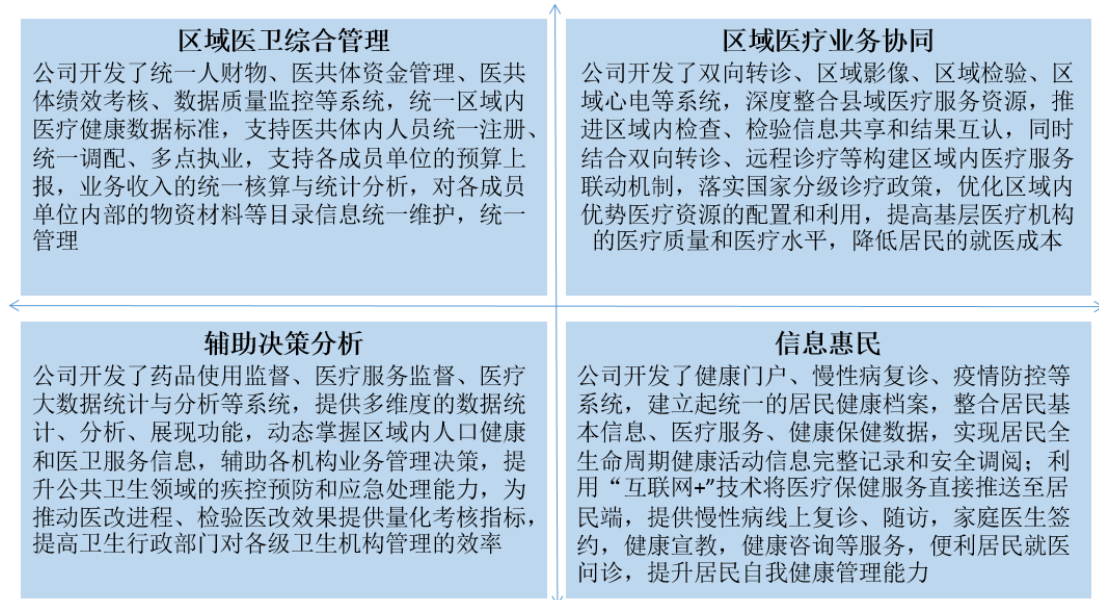 区域医卫综合管理
公司开发了统一人财物、医共体资金管理、医共
体绩效考核、数据质量监控等系统，统一区域内
医疗健康数据标准，支持医共体内人员统一注册、
统一调配、多点执业，支持各成员单位的预算上
报，业务收入的统一核算与统计分析，对各成员
单位内部的物资材料等目录信息统一维护，统一
管理
区域医疗业务协同
公司开发了双向转诊、区域影像、区域检验、区
域心电等系统，深度整合县域医疗服务资源，推
进区域内检查、检验信息共享和结果互认，同时
结合双向转诊、远程诊疗等构建区域内医疗服务
联动机制，落实国家分级诊疗政策，优化区域内
优势医疗资源的配置和利用，提高基层医疗机构
的医疗质量和医疗水平，降低居民的就医成本
辅助决策分析
公司开发了药品使用监督、医疗服务监督、医疗
大数据统计与分析等系统，提供多维度的数据统
计、分析、展现功能，动态掌握区域内人口健康
和医卫服务信息，辅助各机构业务管理决策，提
升公共卫生领域的疾控预防和应急处理能力，为
推动医改进程、检验医改效果提供量化考核指标，
提高卫生行政部门对各级卫生机构管理的效率
信息惠民
公司开发了健康门户、慢性病复诊、疫情防控等
系统，建立起统一的居民健康档案，整合居民基
本信息、医疗服务、健康保健数据，实现居民全
生命周期健康活动信息完整记录和安全调阅；利
用“互联网+”技术将医疗保健服务直接推送至居
民端，提供慢性病线上复诊、随访，家庭医生签
约，健康宣教，健康咨询等服务，便利居民就医
问诊，提升居民自我健康管理能力